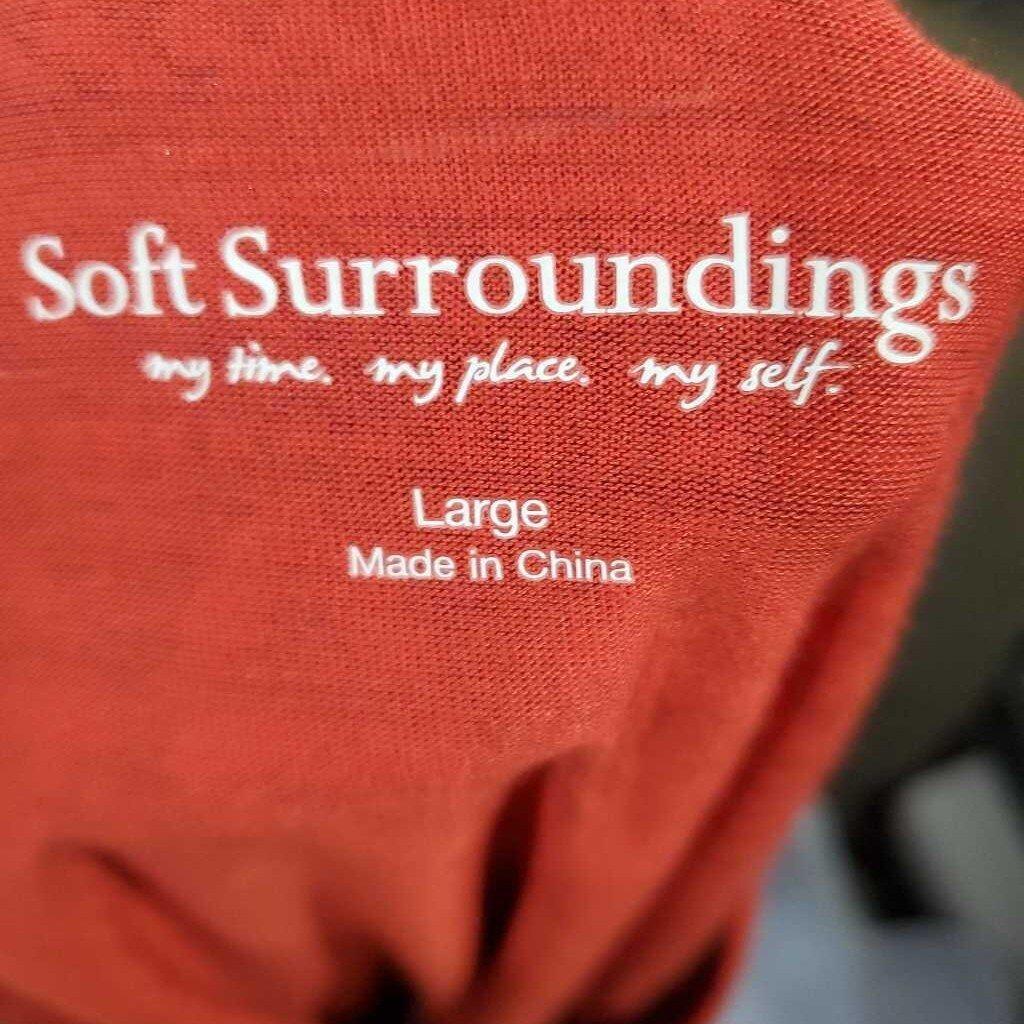 Soft Surroundings
my time. my place. my self.
Large
Made in China